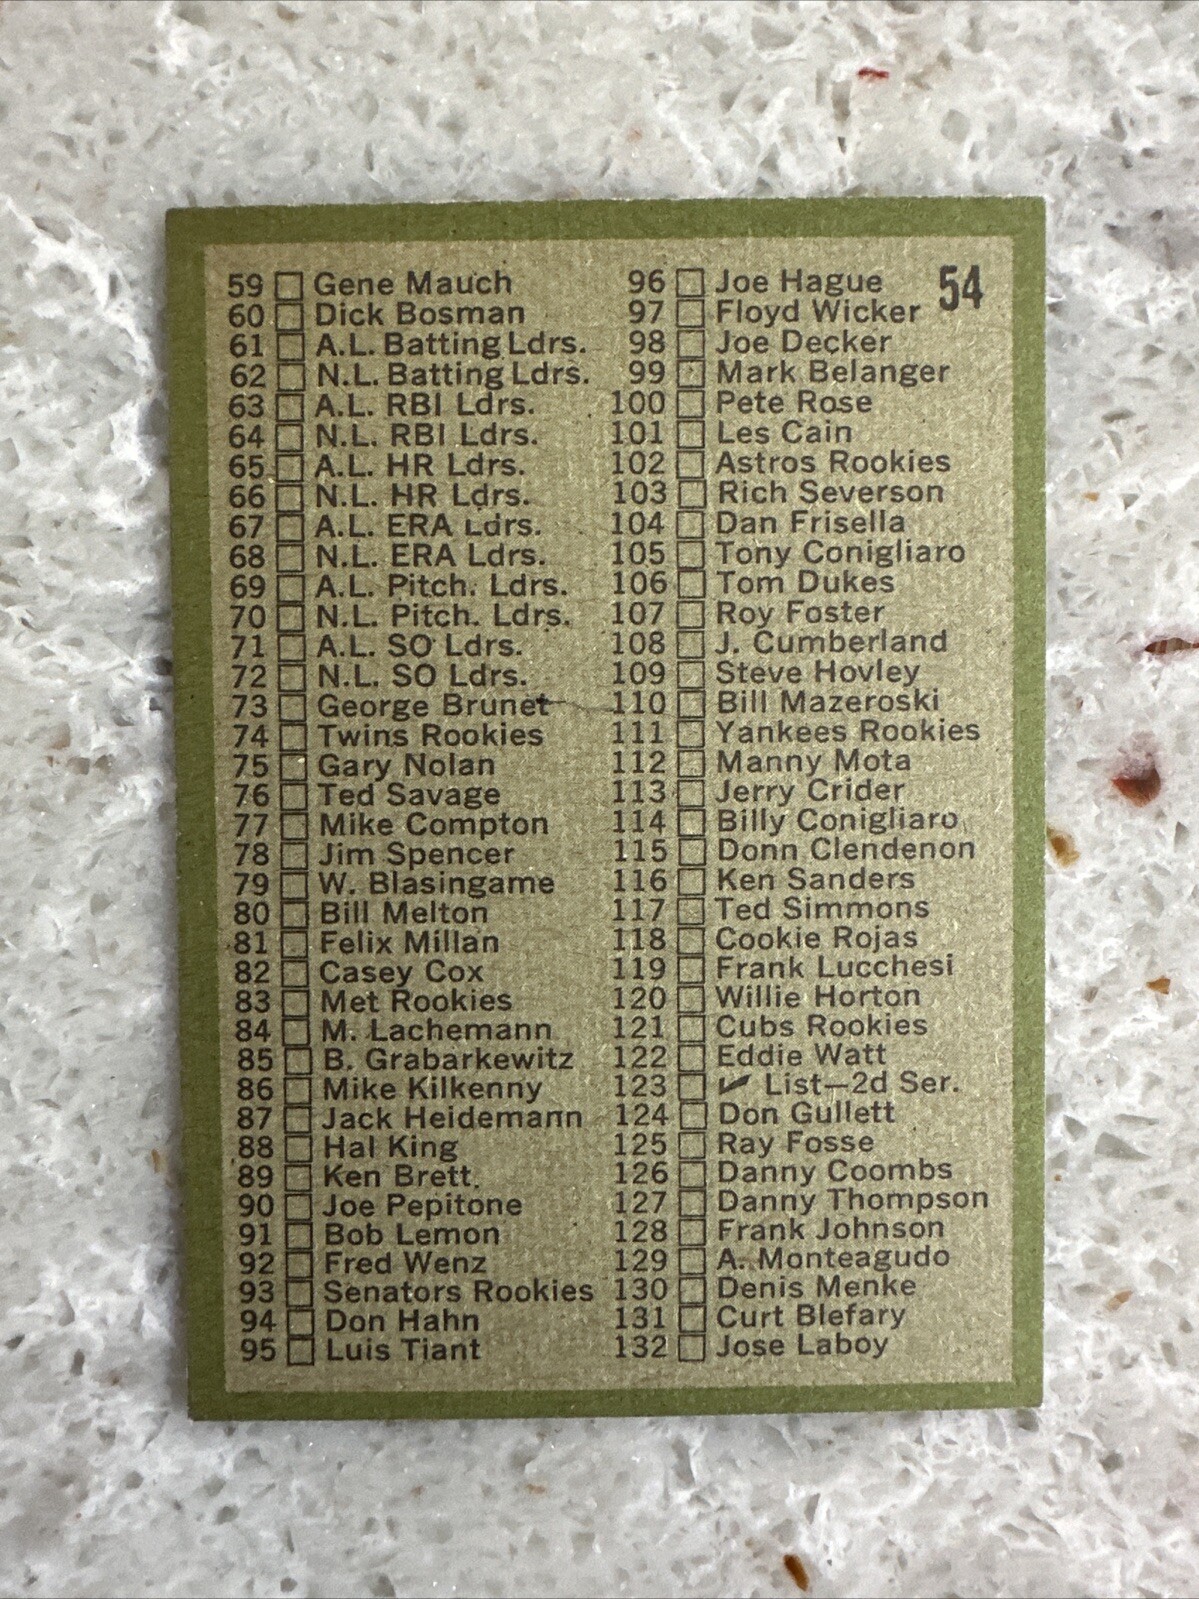 54
59 Gene Mauch
60 Dick Bosman
61 A.L. Batting Ldrs.
62 N.L. Batting Ldrs.
63 A.L. RBI Ldrs.
64 N.L. RBI Ldrs.
65 A.L. HR Ldrs.
66 N.L. HR Ldrs.
67 A.L. ERA Ldrs.
68 N.L. ERA Ldrs.
69 A.L. Pitch. Ldrs.
70 N.L. Pitch. Ldrs.
71 A.L. SO Ldrs.
72 N.L. SO Ldrs.
73 George Brunet
74 Twins Rookies
75 Gary Nolan
76 Ted Savage
77 Mike Compton
78 Jim Spencer
79 W. Blasingame
80 Bill Melton
81 Felix Millan
82 Casey Cox
83 Met Rookies
84 M. Lachemann
85 B. Grabarkewitz
86 Mike Kilkenny
87 Jack Heidemann
88 Hal King
89 Ken Brett
90 Joe Pepitone
91 Bob Lemon
92 Fred Wenz
93 Senators Rookies
94 Don Hahn
95 Luis Tiant
96 Joe Hague
97 Floyd Wicker
98 Joe Decker
99 Mark Belanger
100 Pete Rose
101 Les Cain
102 Astros Rookies
103 Rich Severson
104 Dan Frisella
105 Tony Conigliaro
106 Tom Dukes
107 Roy Foster
108 J. Cumberland
109 Steve Hovley
110 Bill Mazeroski
111 Yankees Rookies
112 Manny Mota
113 Jerry Crider
114 Billy Conigliaro
115 Donn Clendenon
116 Ken Sanders
117 Ted Simmons
118 Cookie Rojas
119 Frank Lucchesi
120 Willie Horton
121 Cubs Rookies
122 Eddie Watt
123 ✓ List—2d Ser.
124 Don Gullett
125 Ray Fosse
126 Danny Coombs
127 Danny Thompson
128 Frank Johnson
129 A. Monteagudo
130 Denis Menke
131 Curt Blefary
132 Jose Laboy